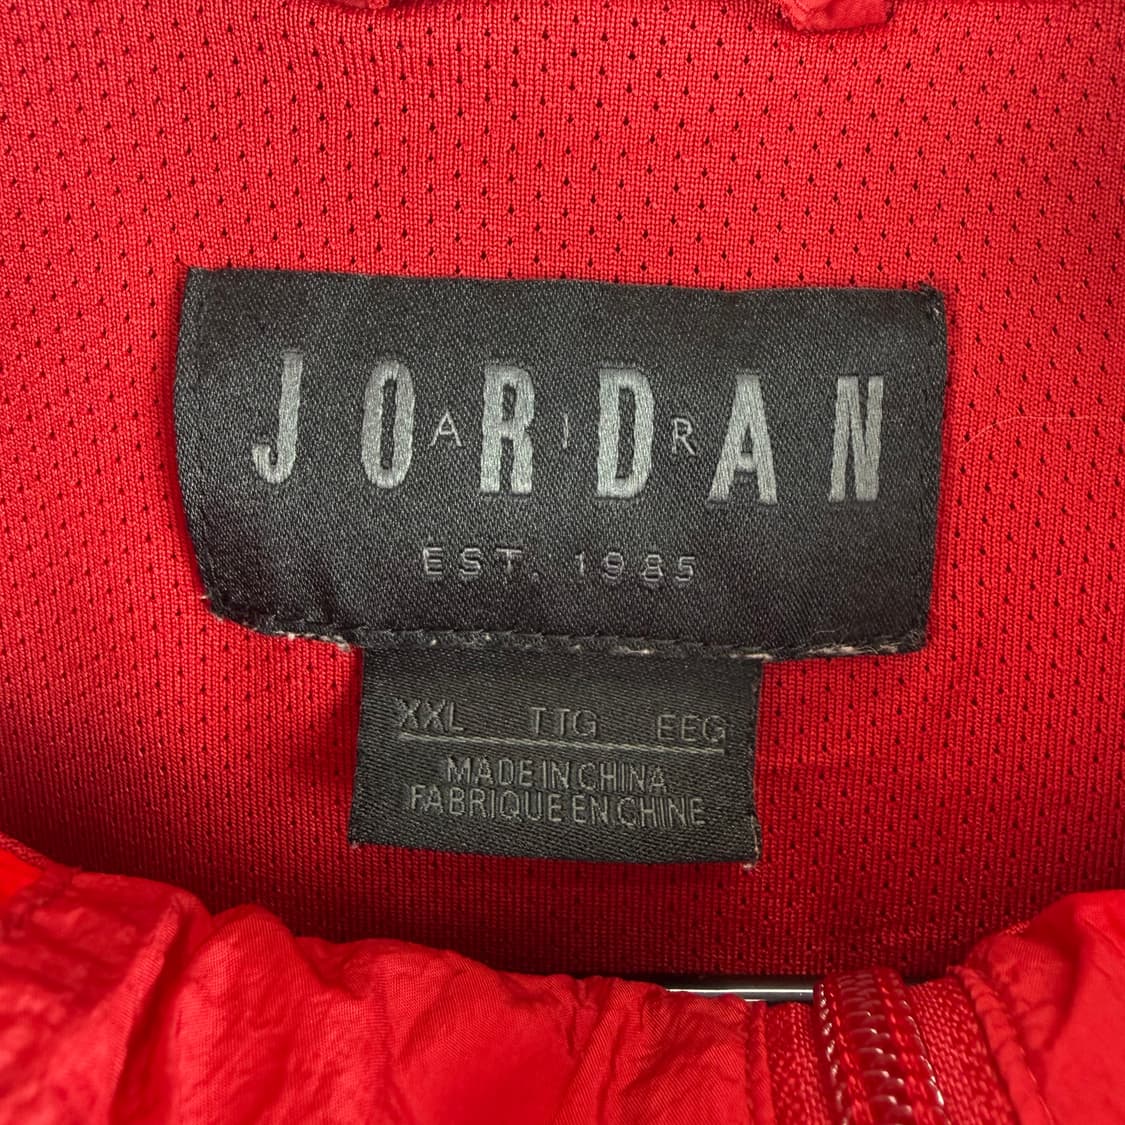 JORDAN
AIR
EST. 1985
XXL TTG EEG
MADE IN CHINA
FABRIQUE EN CHINE